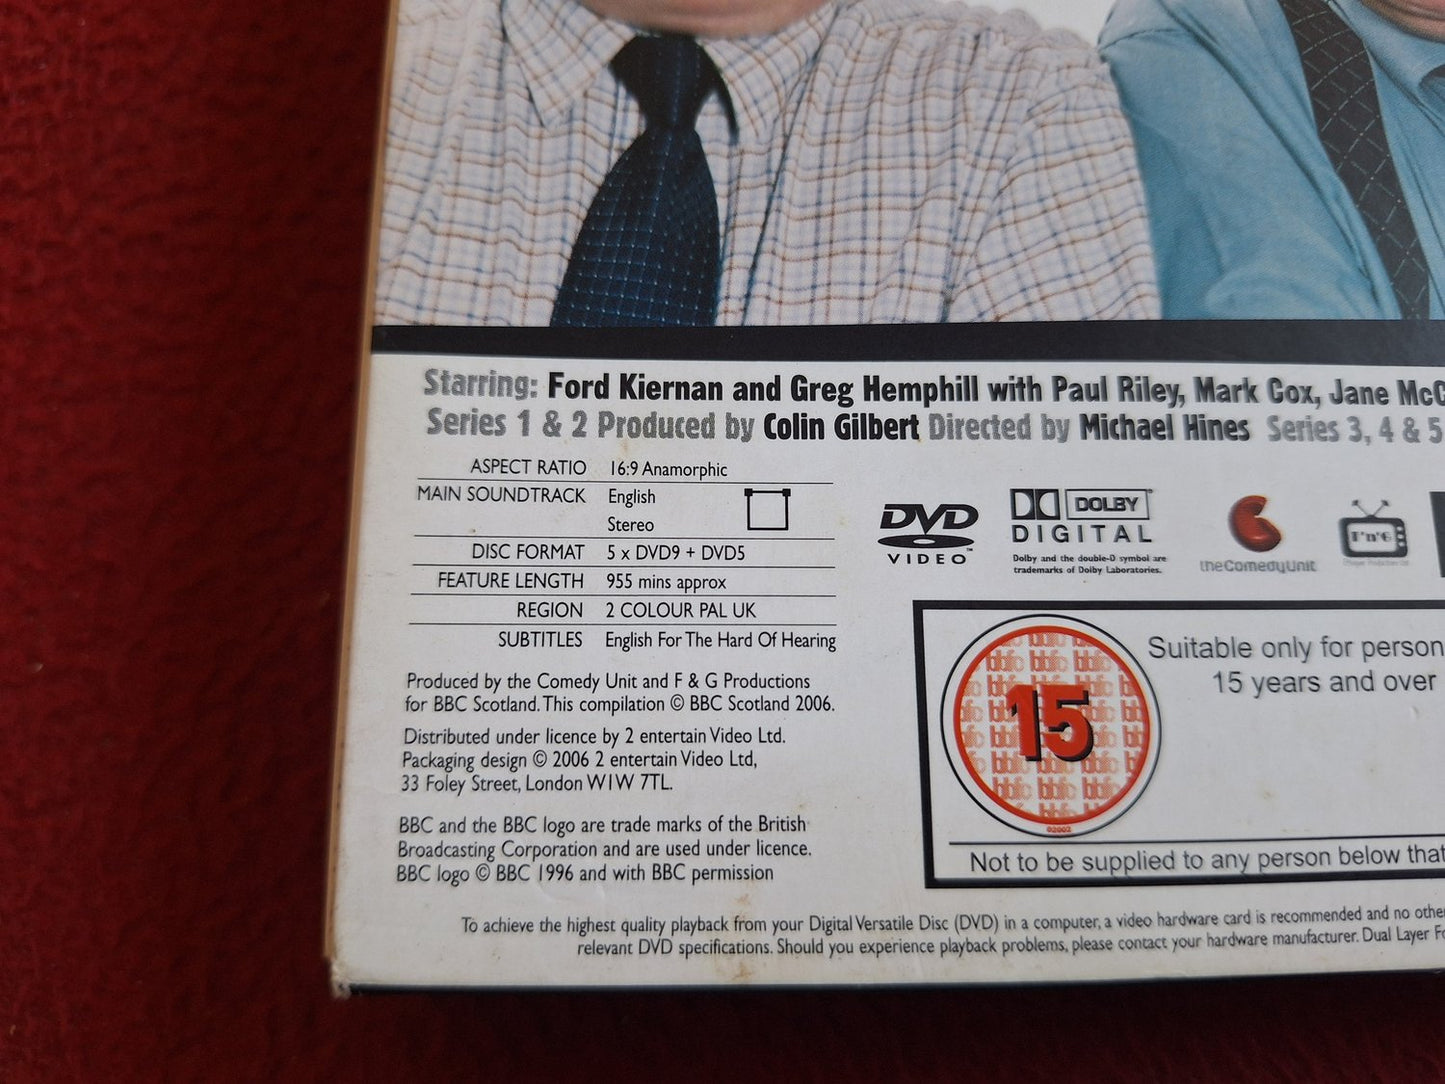 Starring: Ford Kiernan and Greg Hemphill with Paul Riley, Mark Cox, Jane McC
Series 1 & 2 Produced by Colin Gilbert Directed by Michael Hines Series 3, 4 & 5
ASPECT RATIO 16:9 Anamorphic
MAIN SOUNDTRACK English
Stereo
DISC FORMAT 5 x DVD9 + DVD5
FEATURE LENGTH 955 mins approx
REGION 2 COLOUR PAL UK
SUBTITLES English For The Hard Of Hearing
Produced by the Comedy Unit and F & G Productions
for BBC Scotland. This compilation © BBC Scotland 2006.
Distributed under licence by 2 entertain Video Ltd.
Packaging design © 2006 2 entertain Video Ltd,
33 Foley Street, London W1W 7TL.
BBC and the BBC logo are trade marks of the British
Broadcasting Corporation and are used under licence.
BBC logo © BBC 1996 and with BBC permission
DVD
VIDEO™
DOLBY
DIGITAL
Dolby and the double-D symbol are
trademarks of Dolby Laboratories.
theComedyUnit
bbfc
15
02002
Suitable only for person
15 years and over
Not to be supplied to any person below that
To achieve the highest quality playback from your Digital Versatile Disc (DVD) in a computer, a video hardware card is recommended and no othe
relevant DVD specifications. Should you experience playback problems, please contact your hardware manufacturer. Dual Layer Fo